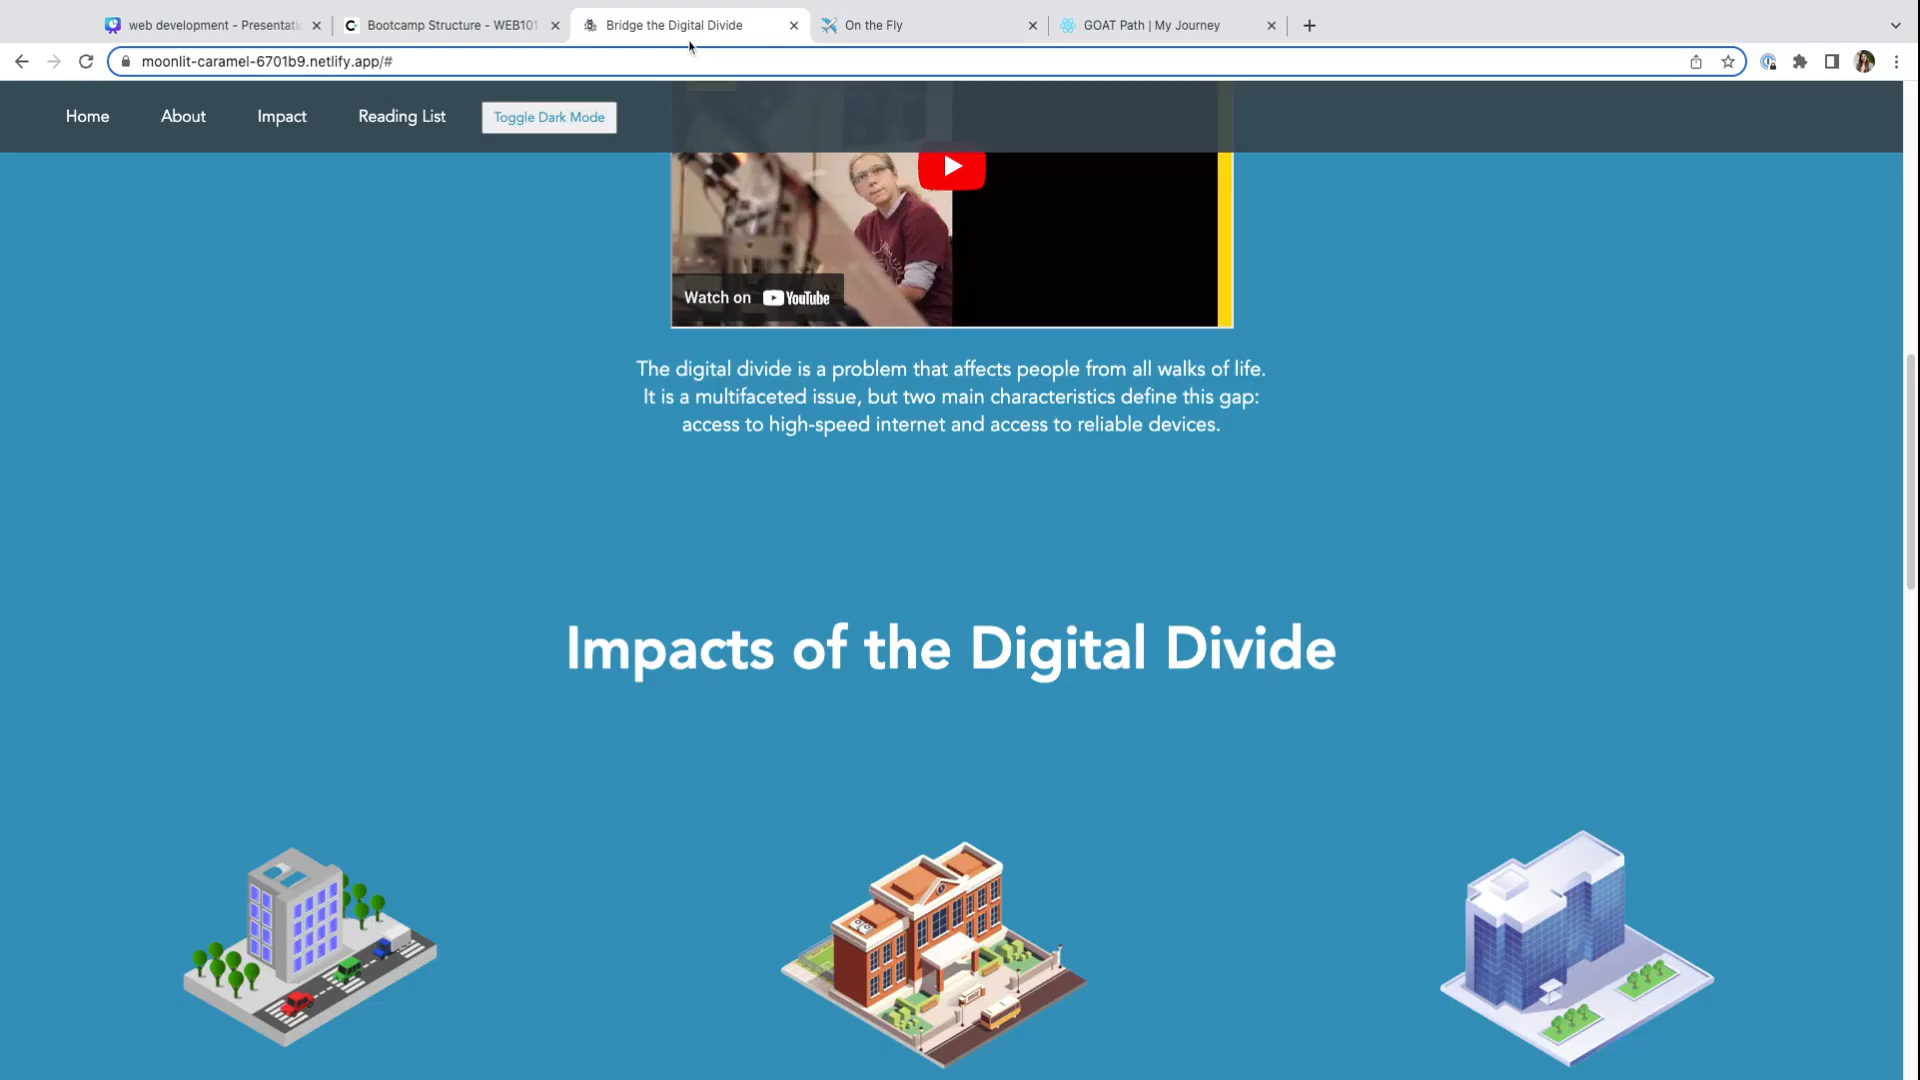 web development - Presentati
Bootcamp Structure - WEB101
Bridge the Digital Divide
On the Fly
GOAT Path | My Journey
moonlit-caramel-6701b9.netlify.app/#
Home
About
Impact
Reading List
Toggle Dark Mode
Watch on YouTube
The digital divide is a problem that affects people from all walks of life.
It is a multifaceted issue, but two main characteristics define this gap:
access to high-speed internet and access to reliable devices.
Impacts of the Digital Divide